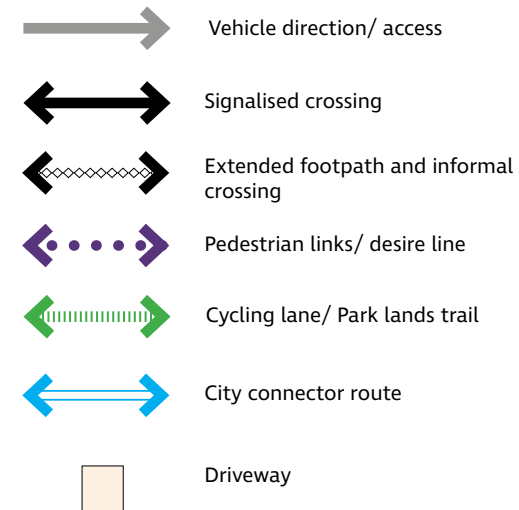 Vehicle direction/ access
Signalised crossing
Extended footpath and informal
crossing
Pedestrian links/ desire line
Cycling lane/ Park lands trail
City connector route
Driveway